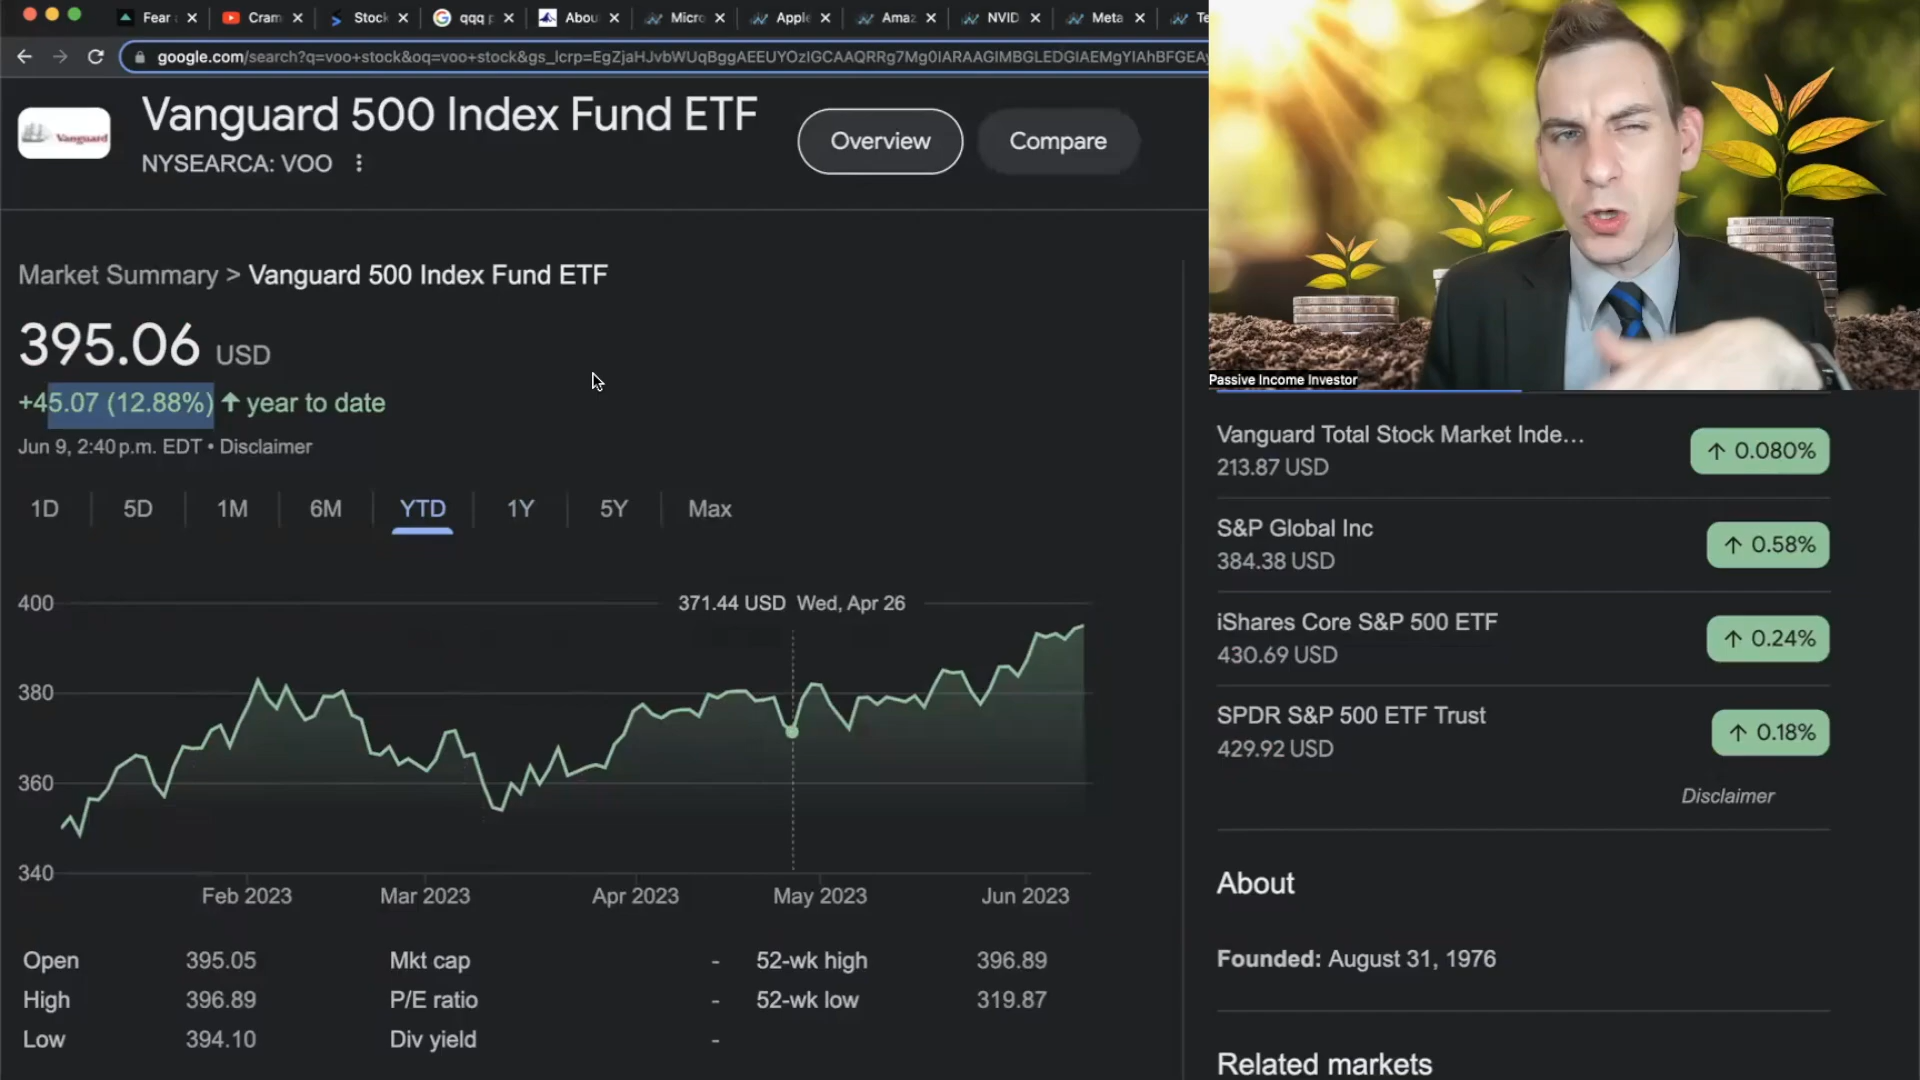 Fear
Cram
Stock
qqq p
Abou
Micro
Apple
Amaz
NVID
Meta
Te
google.com/search?q=voo+stock&oq=voo+stock&gs_lcrp=
Vanguard
Vanguard 500 Index Fund ETF
NYSEARCA: VOO
Overview
Compare
Market Summary > Vanguard 500 Index Fund ETF
395.06 USD
+45.07 (12.88%) ↑ year to date
Jun 9, 2:40 p.m. EDT • Disclaimer
1D 5D 1M 6M YTD 1Y 5Y Max
371.44 USD Wed, Apr 26
400
380
360
340
Feb 2023 Mar 2023 Apr 2023 May 2023 Jun 2023
Open 395.05 Mkt cap - 52-wk high 396.89
High 396.89 P/E ratio - 52-wk low 319.87
Low 394.10 Div yield -
Passive Income Investor
Vanguard Total Stock Market Inde…
213.87 USD
↑ 0.080%
S&P Global Inc
384.38 USD
↑ 0.58%
iShares Core S&P 500 ETF
430.69 USD
↑ 0.24%
SPDR S&P 500 ETF Trust
429.92 USD
↑ 0.18%
Disclaimer
About
Founded: August 31, 1976
Related markets